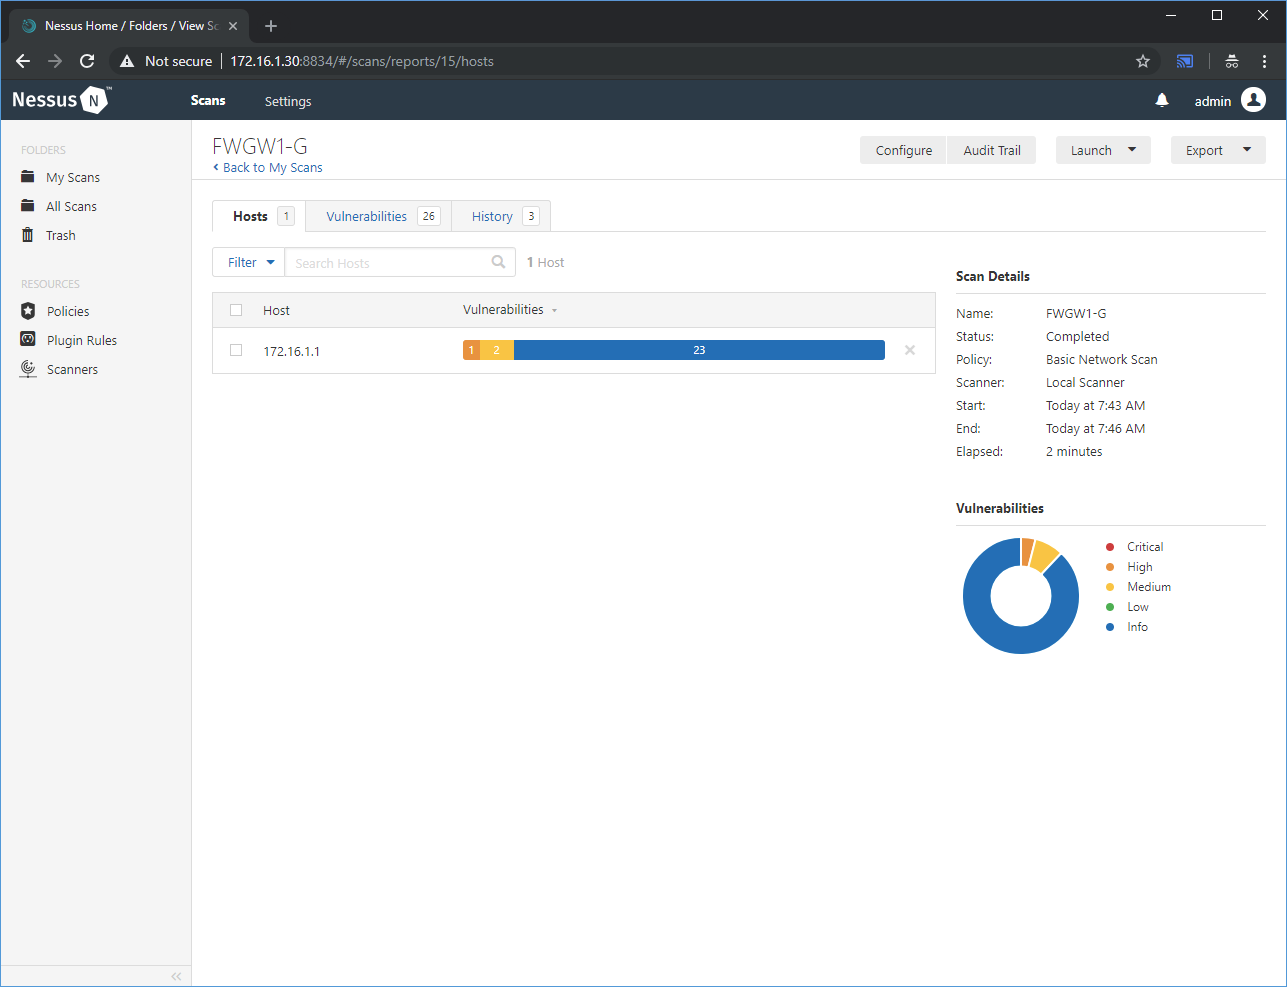 Nessus Home / Folders / View Sc
Not secure 172.16.1.30:8834/#/scans/reports/15/hosts
Nessus N ™ Scans Settings admin
FOLDERS
My Scans
All Scans
Trash
RESOURCES
Policies
Plugin Rules
Scanners
FWGW1-G
Back to My Scans
Configure Audit Trail Launch Export
Hosts 1 Vulnerabilities 26 History 3
Filter Search Hosts 1 Host
Host Vulnerabilities
172.16.1.1 1 2 23
Scan Details
Name: FWGW1-G
Status: Completed
Policy: Basic Network Scan
Scanner: Local Scanner
Start: Today at 7:43 AM
End: Today at 7:46 AM
Elapsed: 2 minutes
Vulnerabilities
Critical
High
Medium
Low
Info